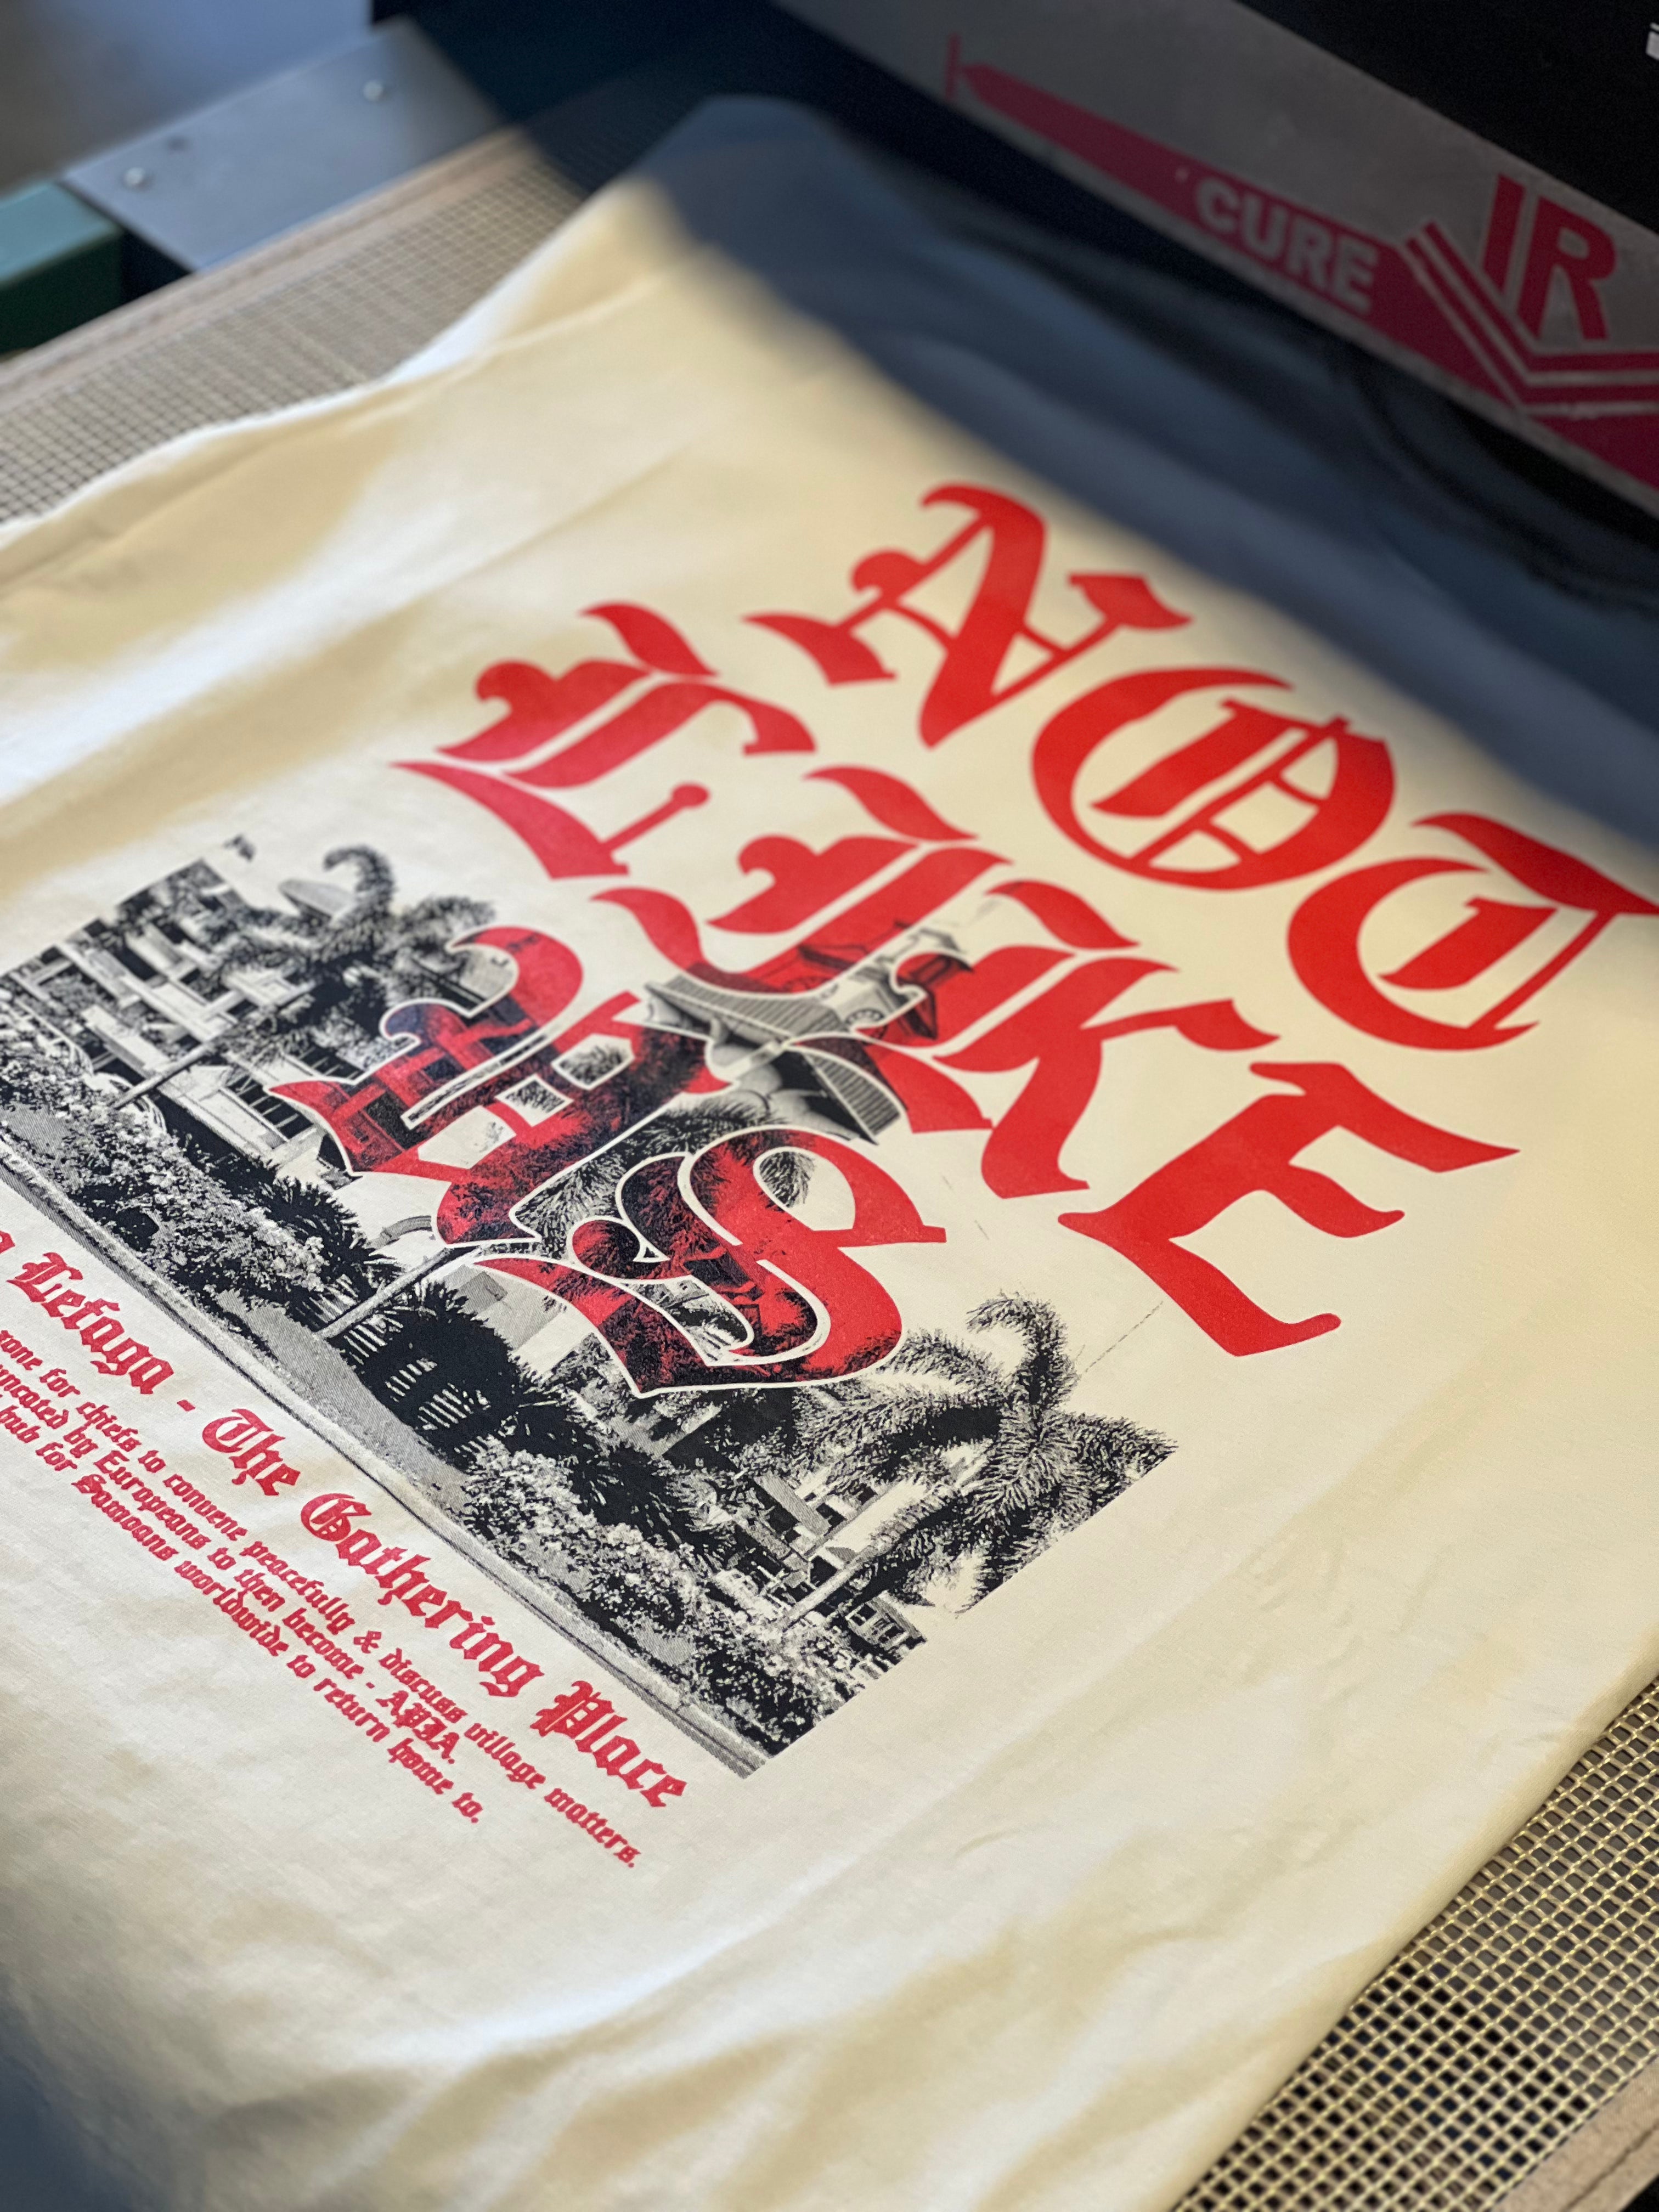 CURE
IR
NOT
LIKE
US
Lefaga - The Gathering Place
for chiefs to convene peacefully & discuss village matters.
by Europeans to then become - APIA.
hub for Samoans worldwide to return home to.